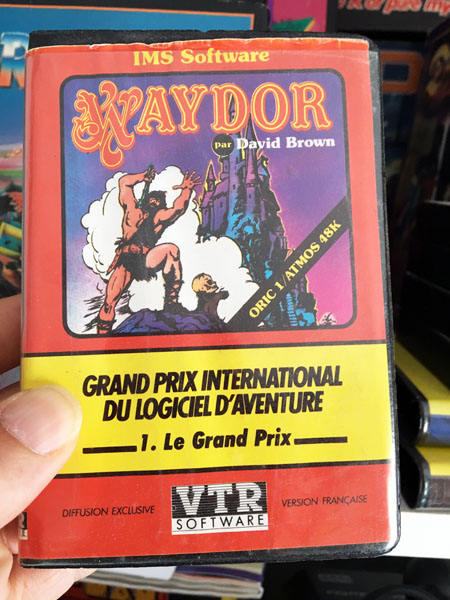 IMS Software
WAYDOR
par David Brown
ORIC 1/ATMOS 48K
GRAND PRIX INTERNATIONAL
DU LOGICIEL D'AVENTURE
1. Le Grand Prix
DIFFUSION EXCLUSIVE
VTR
SOFTWARE
VERSION FRANÇAISE